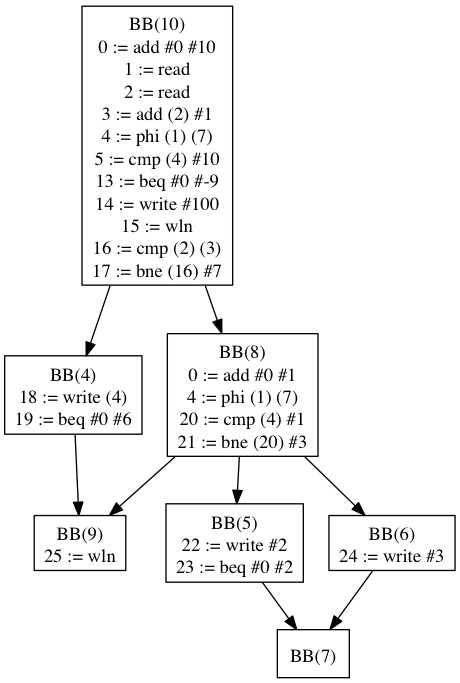 BB(10)
0 := add #0 #10
1 := read
2 := read
3 := add (2) #1
4 := phi (1) (7)
5 := cmp (4) #10
13 := beq #0 #-9
14 := write #100
15 := wln
16 := cmp (2) (3)
17 := bne (16) #7
BB(4)
18 := write (4)
19 := beq #0 #6
BB(8)
0 := add #0 #1
4 := phi (1) (7)
20 := cmp (4) #1
21 := bne (20) #3
BB(9)
25 := wln
BB(5)
22 := write #2
23 := beq #0 #2
BB(6)
24 := write #3
BB(7)